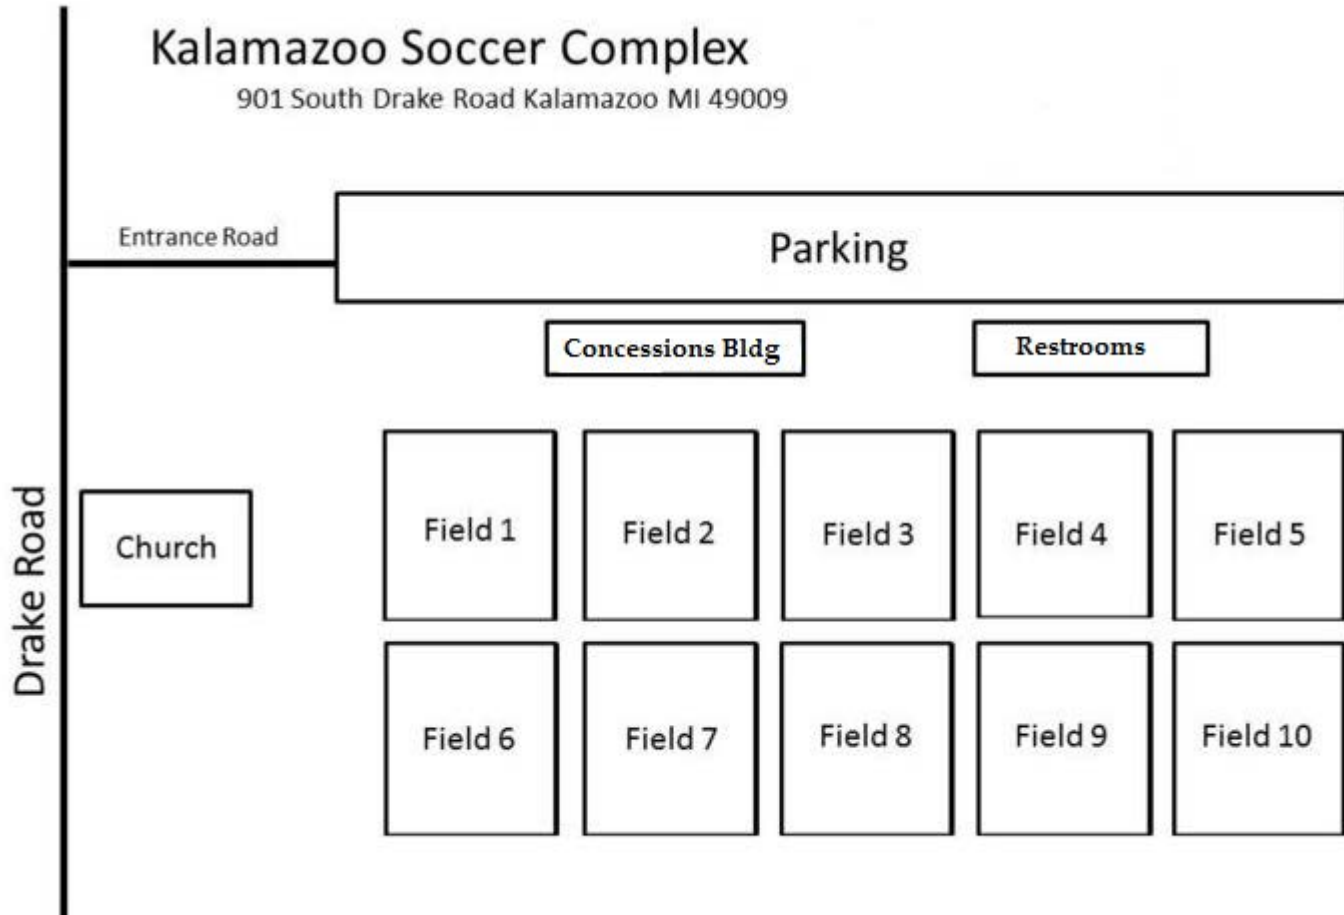 Kalamazoo Soccer Complex
901 South Drake Road Kalamazoo MI 49009
Entrance Road
Parking
Concessions Bldg
Restrooms
Drake Road
Church
Field 1
Field 2
Field 3
Field 4
Field 5
Field 6
Field 7
Field 8
Field 9
Field 10